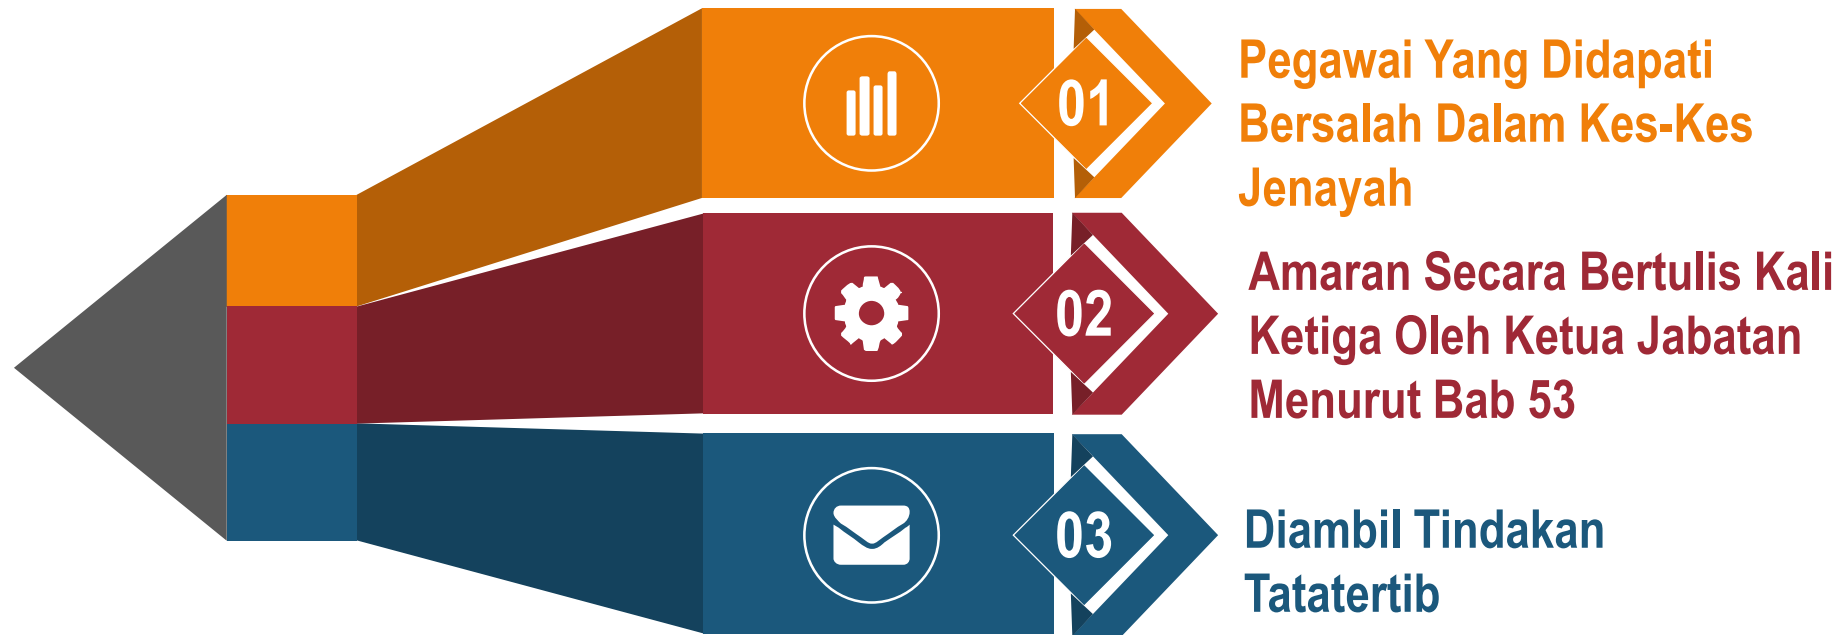 01
Pegawai Yang Didapati
Bersalah Dalam Kes-Kes
Jenayah
02
Amaran Secara Bertulis Kali
Ketiga Oleh Ketua Jabatan
Menurut Bab 53
03
Diambil Tindakan
Tatatertib